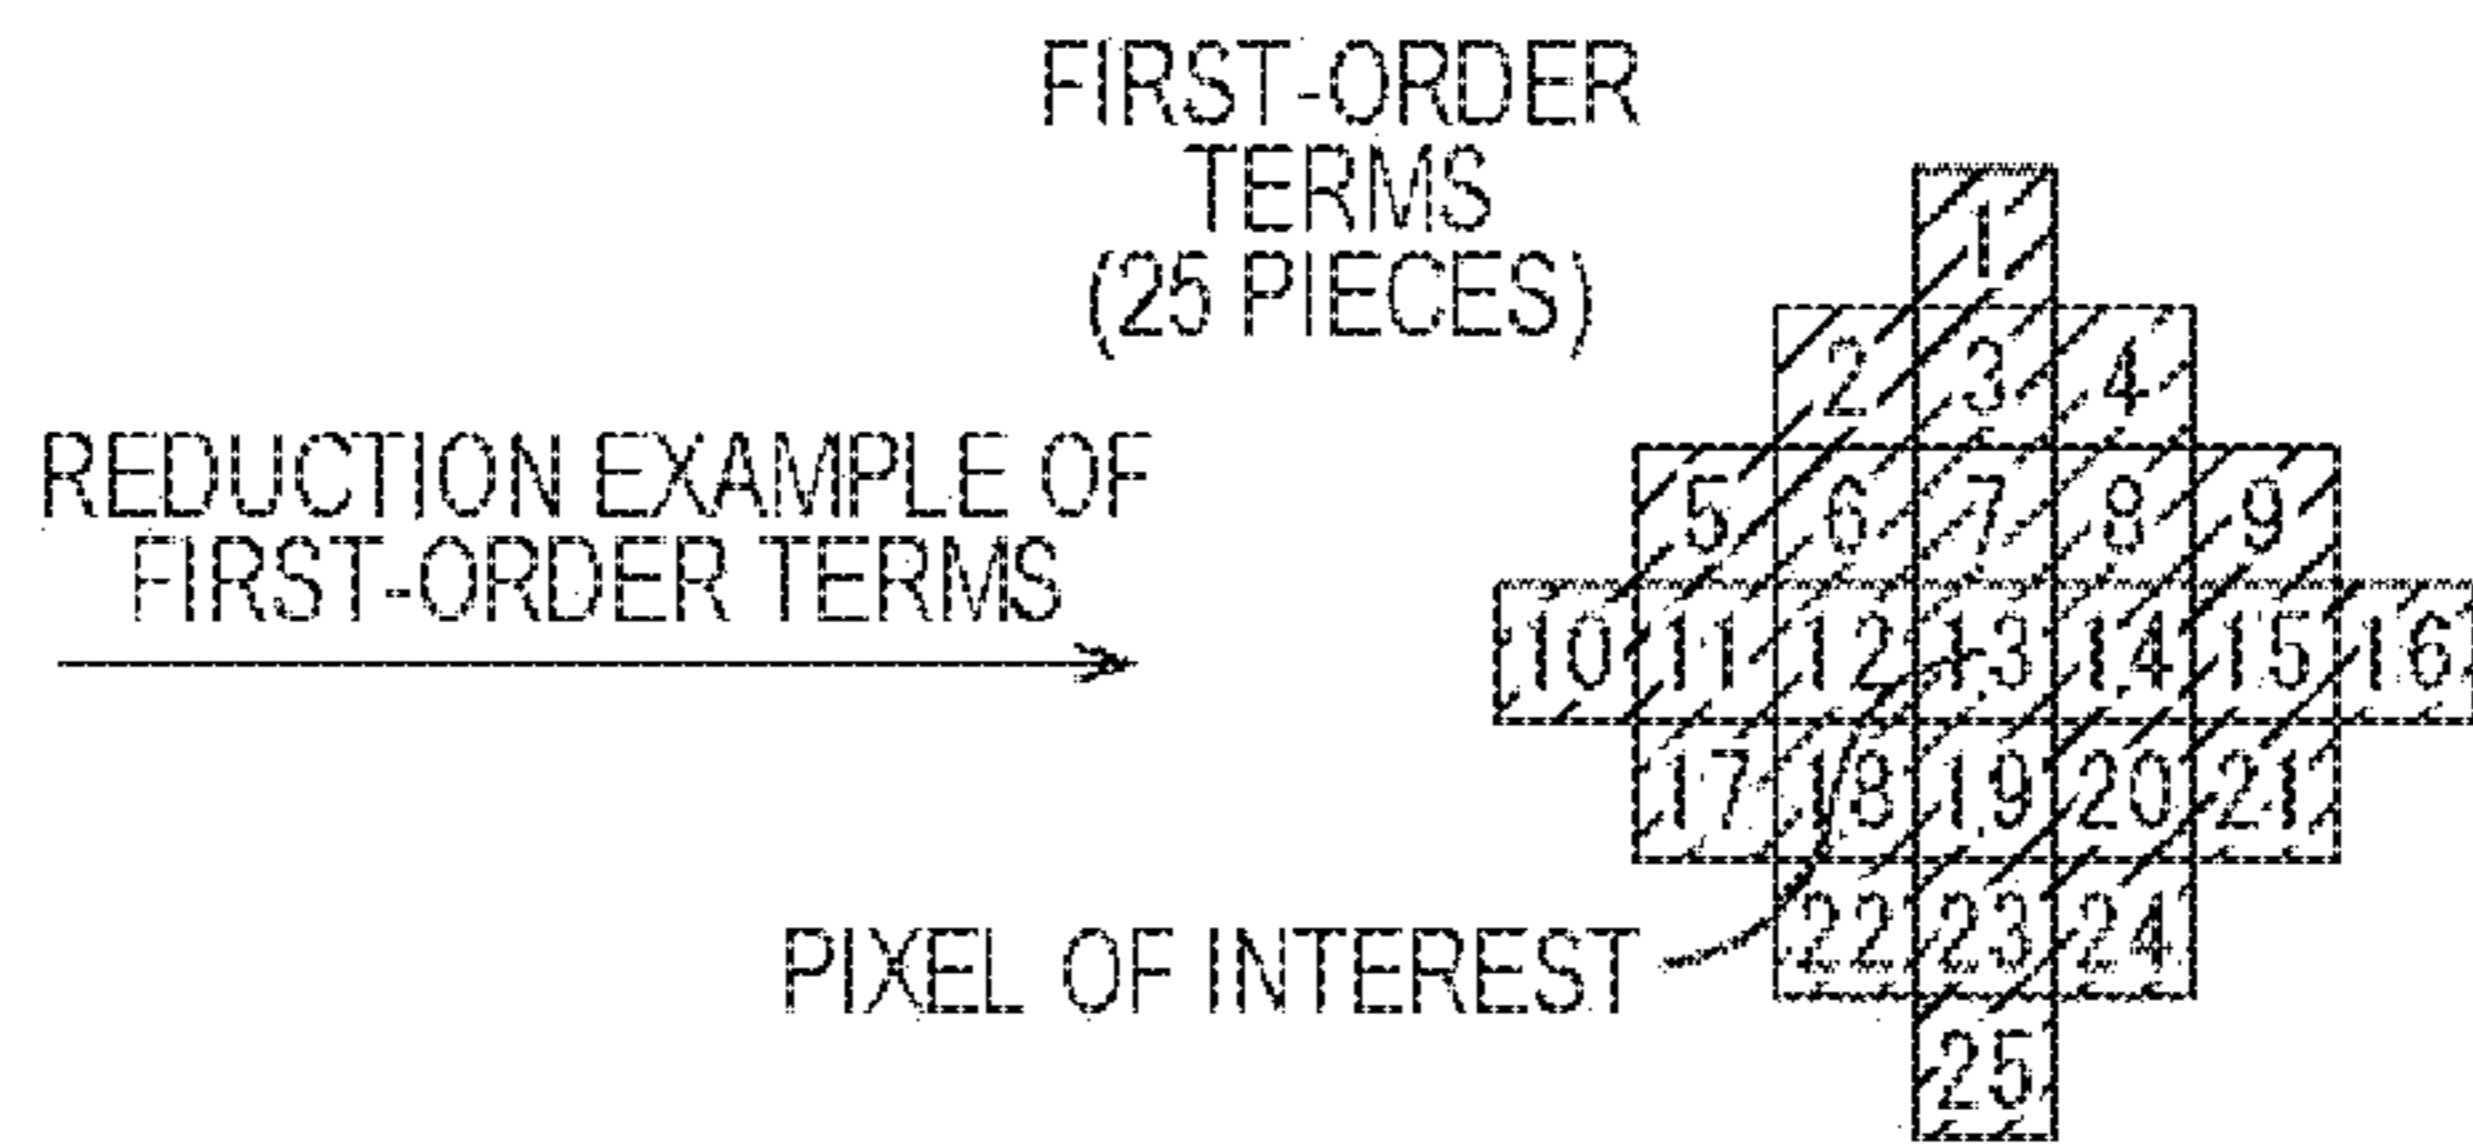 FIRST-ORDER
TERMS
(25 PIECES)
REDUCTION EXAMPLE OF
FIRST-ORDER TERMS
1
2 3 4
5 6 7 8 9
10 11 12 13 14 15 16
17 18 19 20 21
22 23 24
25
PIXEL OF INTEREST